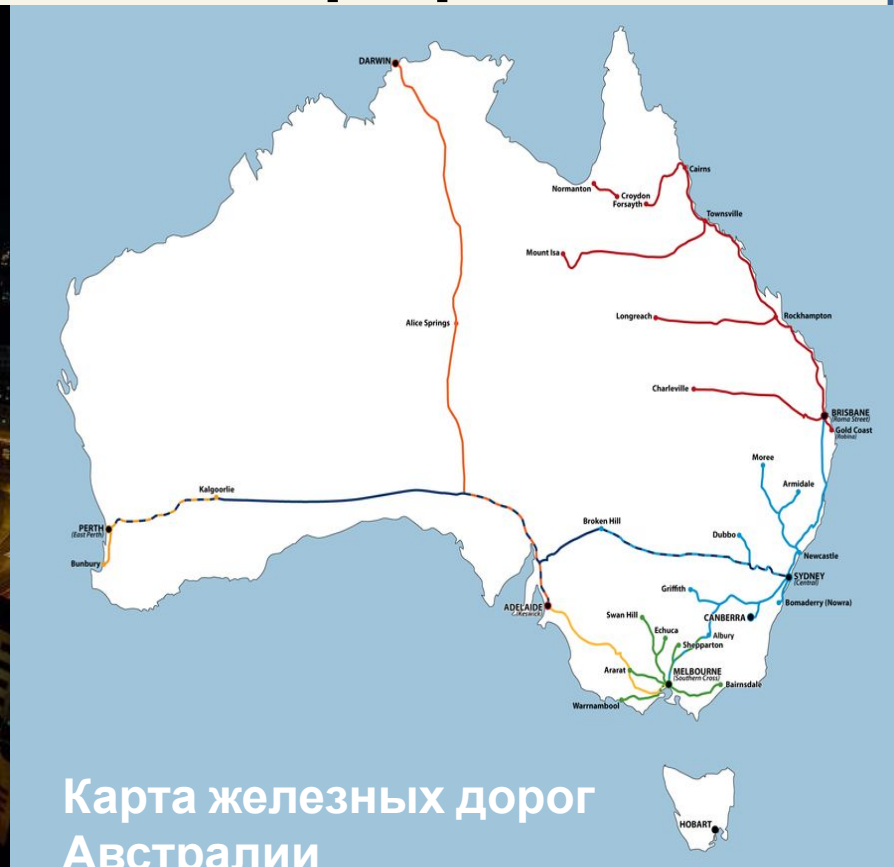 DARWIN
Cairns
Normanton
Croydon
Forsyth
Townsville
Mount Isa
Longreach
Rockhampton
Alice Springs
Charleville
BRISBANE
(Roma Street)
Gold Coast
(Robina)
Moree
Armidale
Kalgoorlie
Broken Hill
Dubbo
PERTH
(East Perth)
Newcastle
Bunbury
SYDNEY
(Central)
Griffith
Bomaderry (Nowra)
ADELAIDE
(Keswick)
CANBERRA
Swan Hill
Echuca
Albury
Shepparton
Ararat
MELBOURNE
(Southern Cross)
Bairnsdale
Warrnambool
Карта железных дорог
Австралии
HOBART